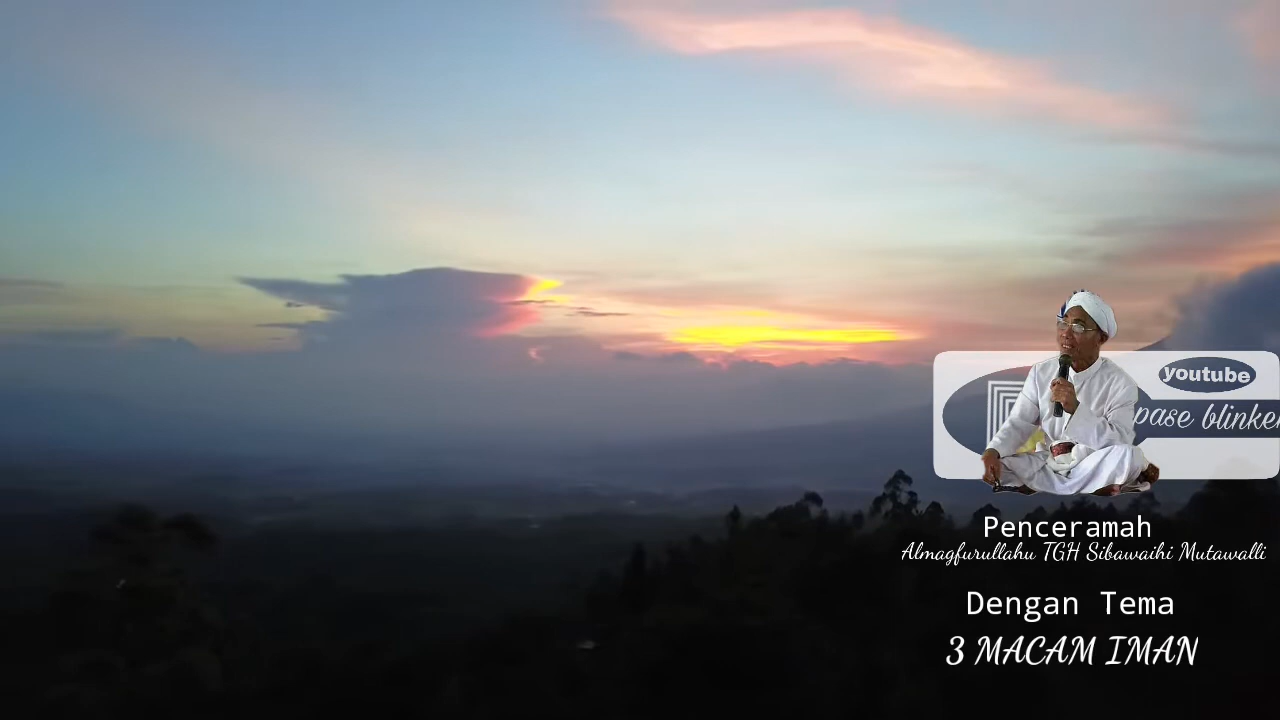 youtube
pase blinker
Penceramah
Almagfurullahu TGH Sibawaihi Mutawalli
Dengan Tema
3 MACAM IMAN